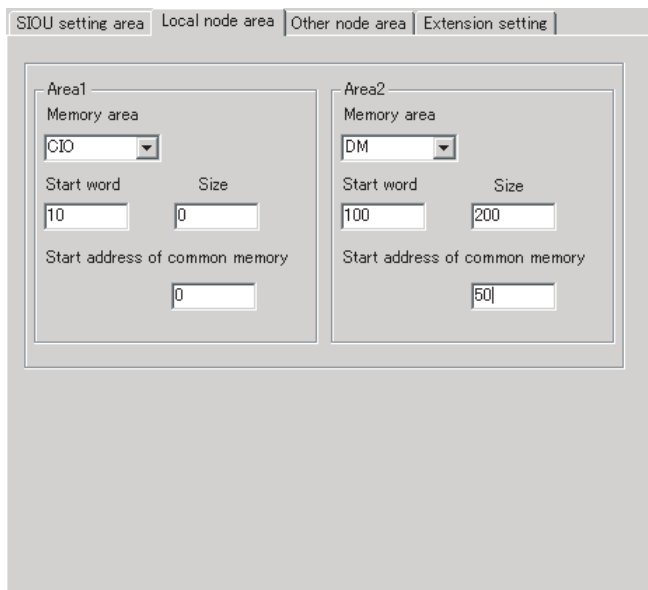 SIOU setting area Local node area Other node area Extension setting
Area1
Memory area
CIO
Start word Size
10 0
Start address of common memory
0
Area2
Memory area
DM
Start word Size
100 200
Start address of common memory
50